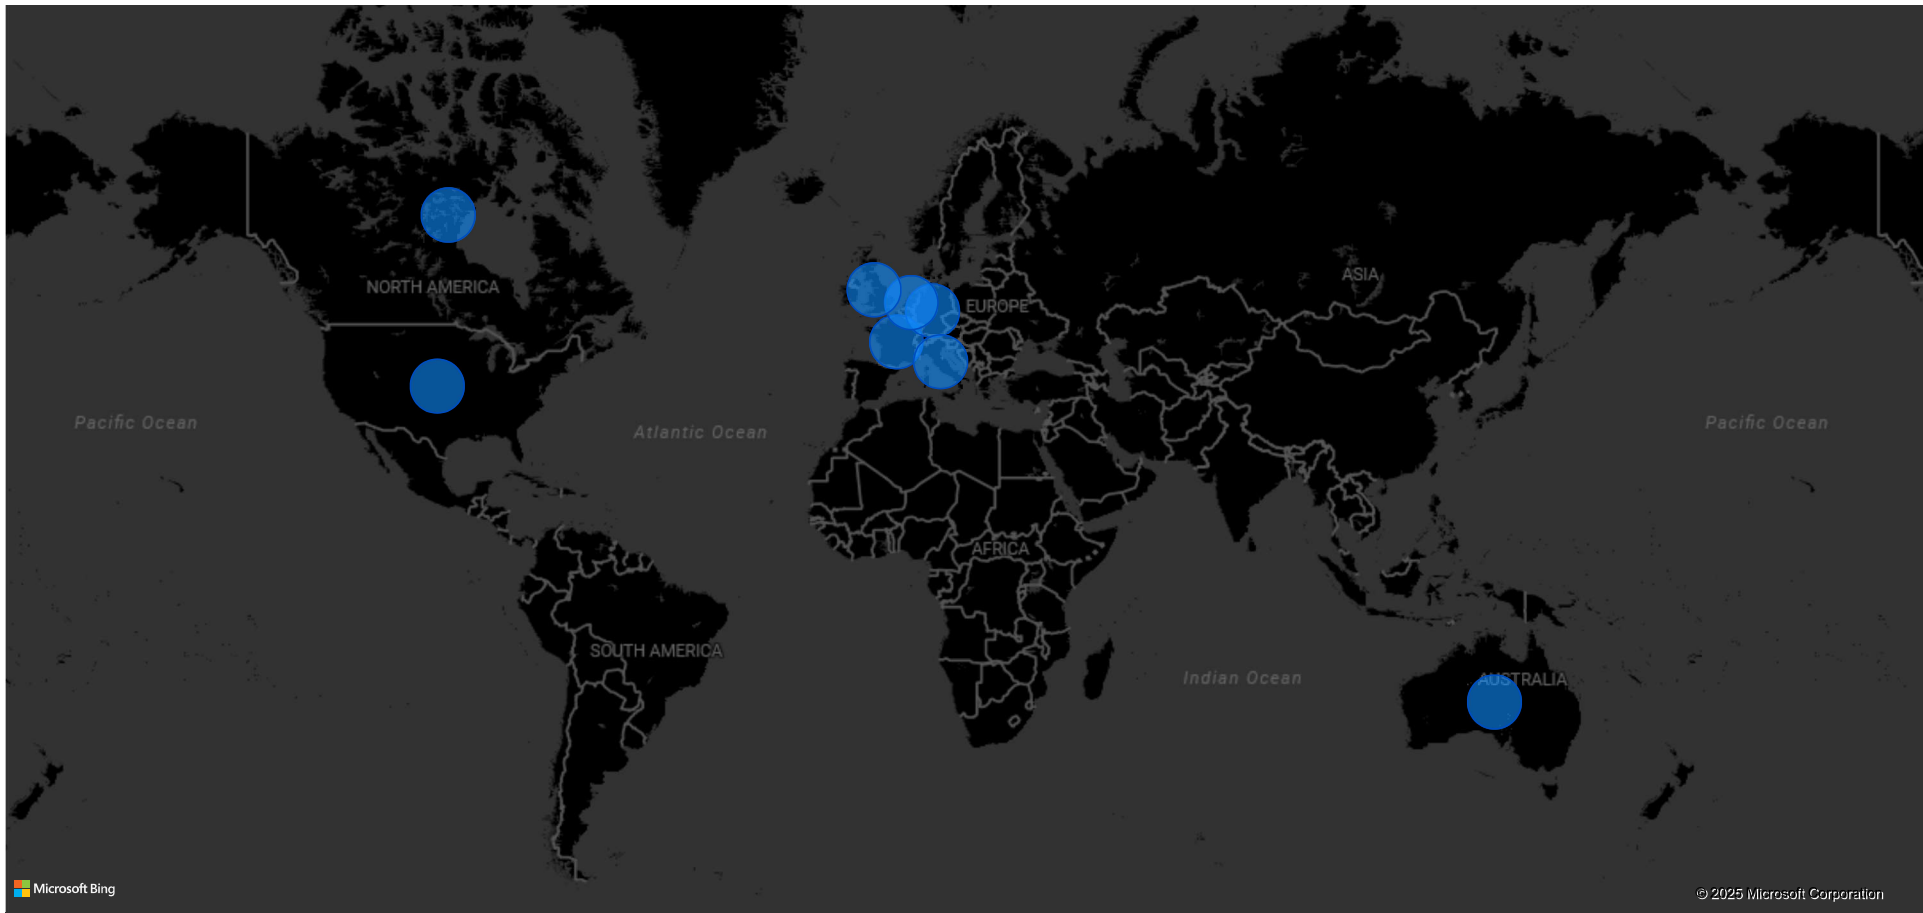 NORTH AMERICA
ASIA
EUROPE
Pacific Ocean
Atlantic Ocean
Pacific Ocean
AFRICA
SOUTH AMERICA
Indian Ocean
AUSTRALIA
Microsoft Bing
© 2025 Microsoft Corporation